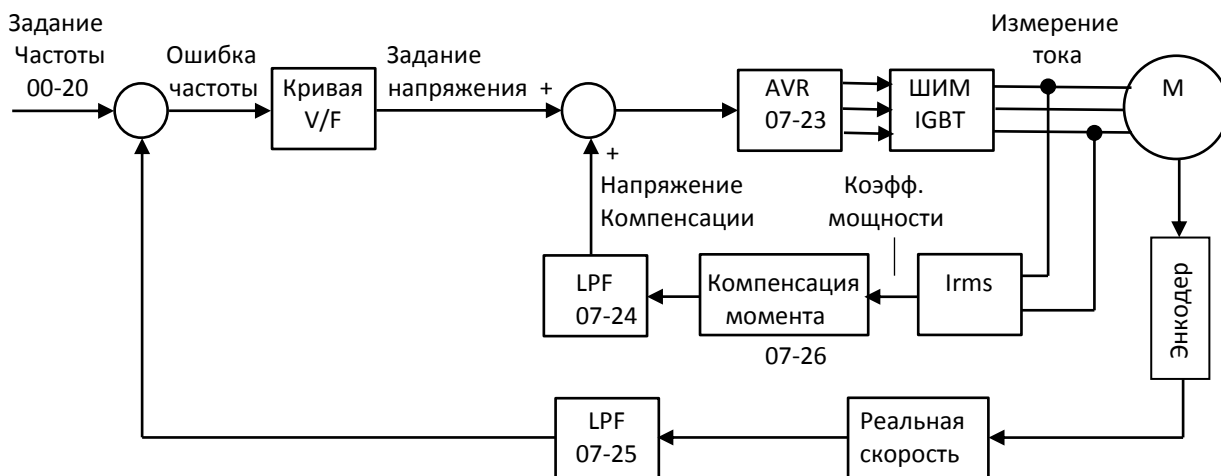 Задание
Частоты
00-20
Ошибка
частоты
Кривая
V/F
Задание
напряжения +
+
Напряжение
Компенсации
AVR
07-23
ШИМ
IGBT
Измерение
тока
M
Коэфф.
мощности
LPF
07-24
Компенсация
момента
07-26
Irms
Энкодер
LPF
07-25
Реальная
скорость